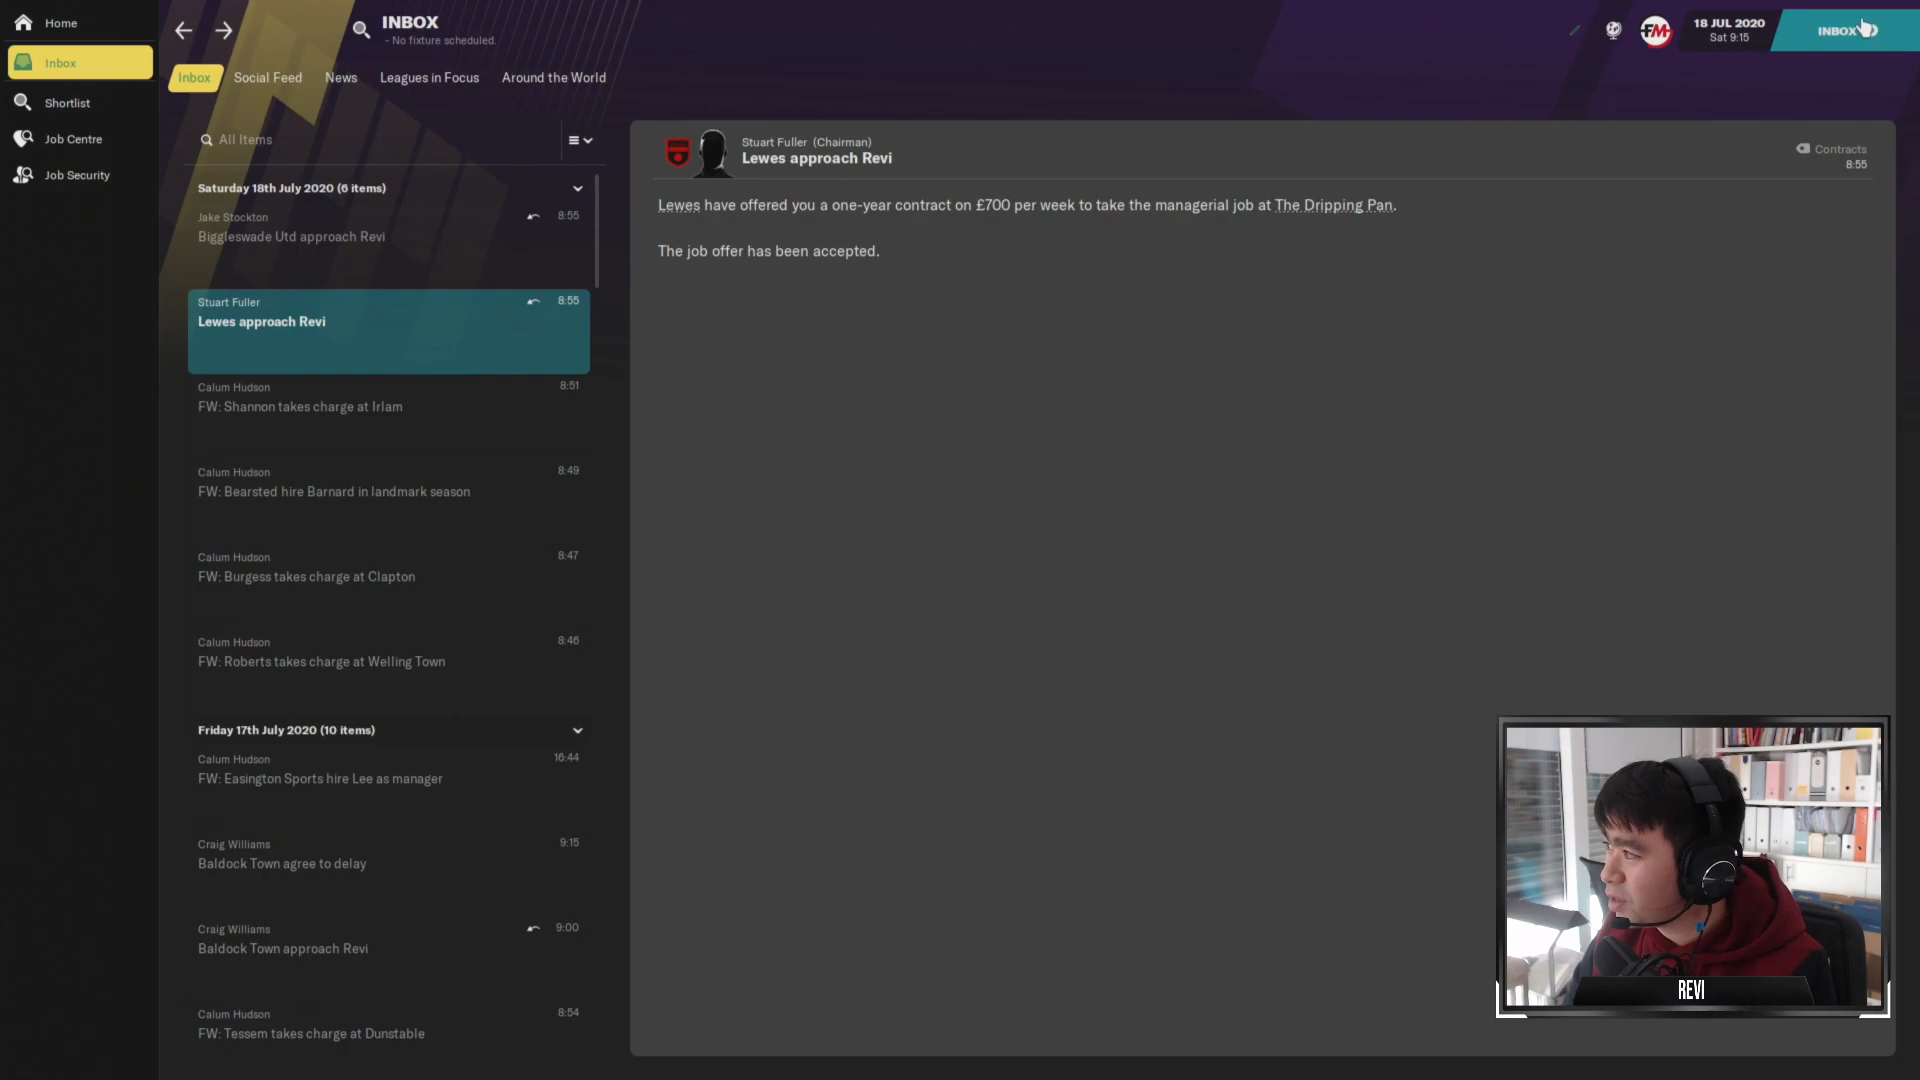 Home
Inbox
Shortlist
Job Centre
Job Security
INBOX
- No fixture scheduled.
FM
18 JUL 2020
Sat 9:15
INBOX
Inbox
Social Feed
News
Leagues in Focus
Around the World
All Items
Saturday 18th July 2020 (6 items)
Jake Stockton
8:55
Biggleswade Utd approach Revi
Stuart Fuller
8:55
Lewes approach Revi
Calum Hudson
8:51
FW: Shannon takes charge at Irlam
Calum Hudson
8:49
FW: Bearsted hire Barnard in landmark season
Calum Hudson
8:47
FW: Burgess takes charge at Clapton
Calum Hudson
8:46
FW: Roberts takes charge at Welling Town
Friday 17th July 2020 (10 items)
Calum Hudson
16:44
FW: Easington Sports hire Lee as manager
Craig Williams
9:15
Baldock Town agree to delay
Craig Williams
9:00
Baldock Town approach Revi
Calum Hudson
8:54
FW: Tessem takes charge at Dunstable
Stuart Fuller (Chairman)
Lewes approach Revi
Contracts
8:55
Lewes have offered you a one-year contract on £700 per week to take the managerial job at The Dripping Pan.
The job offer has been accepted.
REVI